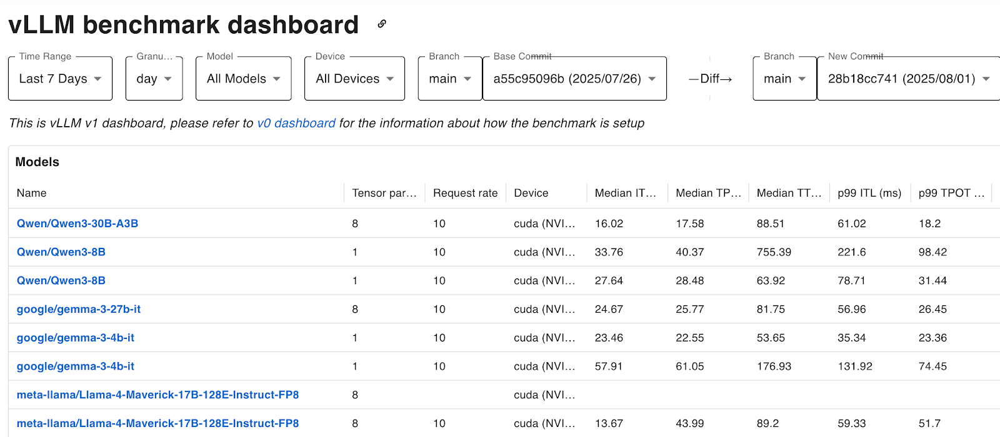 vLLM benchmark dashboard
Time Range Granu... Model Device Branch Base Commit Branch New Commit
Last 7 Days day All Models All Devices main a55c95096b (2025/07/26) —Diff→ main 28b18cc741 (2025/08/01)
This is vLLM v1 dashboard, please refer to v0 dashboard for the information about how the benchmark is setup
Models
Name Tensor par... Request rate Device Median IT... Median TP... Median TT... p99 ITL (ms) p99 TPOT ...
Qwen/Qwen3-30B-A3B 8 10 cuda (NVI... 16.02 17.58 88.51 61.02 18.2
Qwen/Qwen3-8B 1 10 cuda (NVI... 33.76 40.37 755.39 221.6 98.42
Qwen/Qwen3-8B 1 10 cuda (NVI... 27.64 28.48 63.92 78.71 31.44
google/gemma-3-27b-it 8 10 cuda (NVI... 24.67 25.77 81.75 56.96 26.45
google/gemma-3-4b-it 1 10 cuda (NVI... 23.46 22.55 53.65 35.34 23.36
google/gemma-3-4b-it 1 10 cuda (NVI... 57.91 61.05 176.93 131.92 74.45
meta-llama/Llama-4-Maverick-17B-128E-Instruct-FP8 8 cuda (NVI...
meta-llama/Llama-4-Maverick-17B-128E-Instruct-FP8 8 10 cuda (NVI... 13.67 43.99 89.2 59.33 51.7